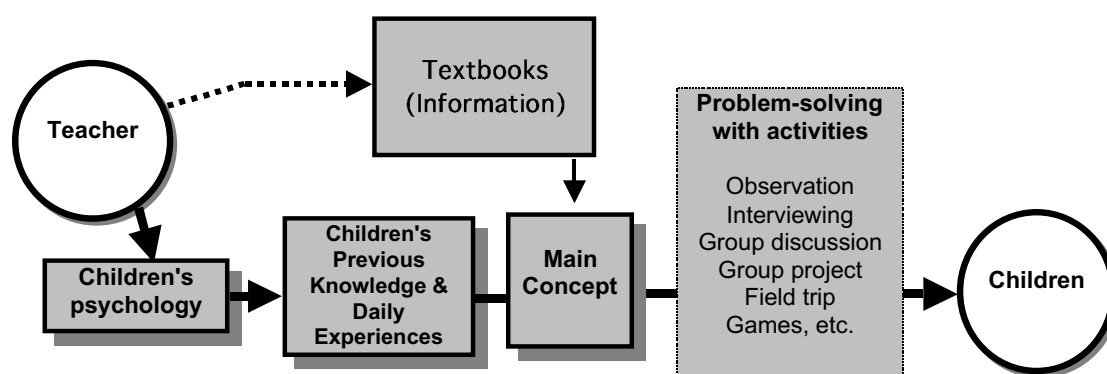 Teacher
Textbooks
(Information)
Children's
psychology
Children's
Previous
Knowledge &
Daily
Experiences
Main
Concept
Problem-solving
with activities
Observation
Interviewing
Group discussion
Group project
Field trip
Games, etc.
Children